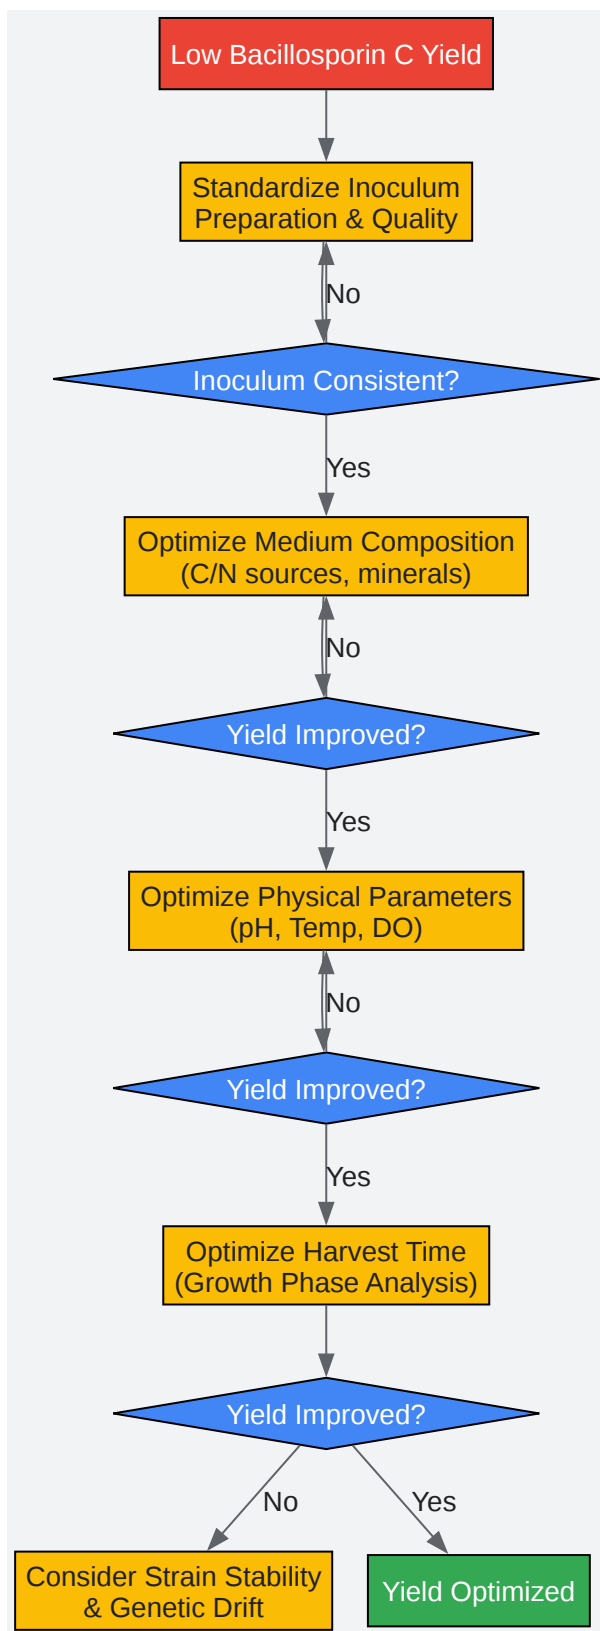 Low Bacillosporin C Yield
Standardize Inoculum
Preparation & Quality
No
Inoculum Consistent?
Yes
Optimize Medium Composition
(C/N sources, minerals)
No
Yield Improved?
Yes
Optimize Physical Parameters
(pH, Temp, DO)
No
Yield Improved?
Yes
Optimize Harvest Time
(Growth Phase Analysis)
Yield Improved?
No
Yes
Consider Strain Stability
& Genetic Drift
Yield Optimized